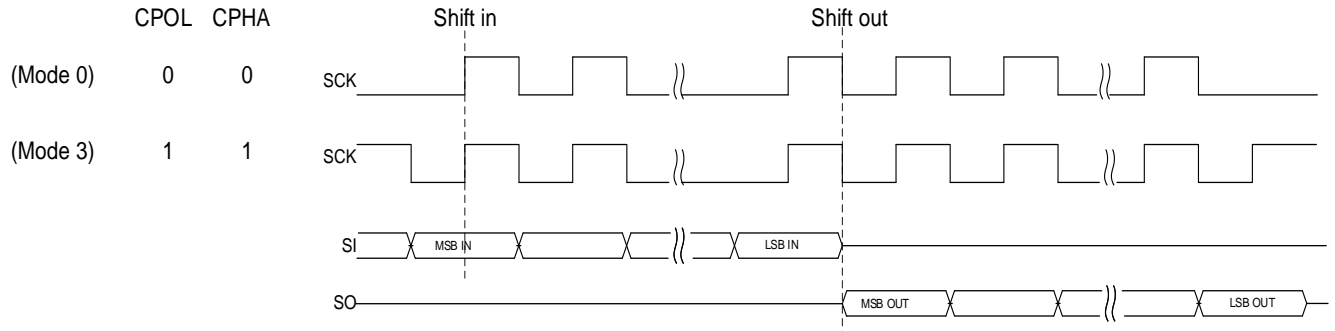 CPOL CPHA Shift in Shift out
(Mode 0) 0 0 SCK
(Mode 3) 1 1 SCK
SI MSB IN LSB IN
SO MSB OUT LSB OUT